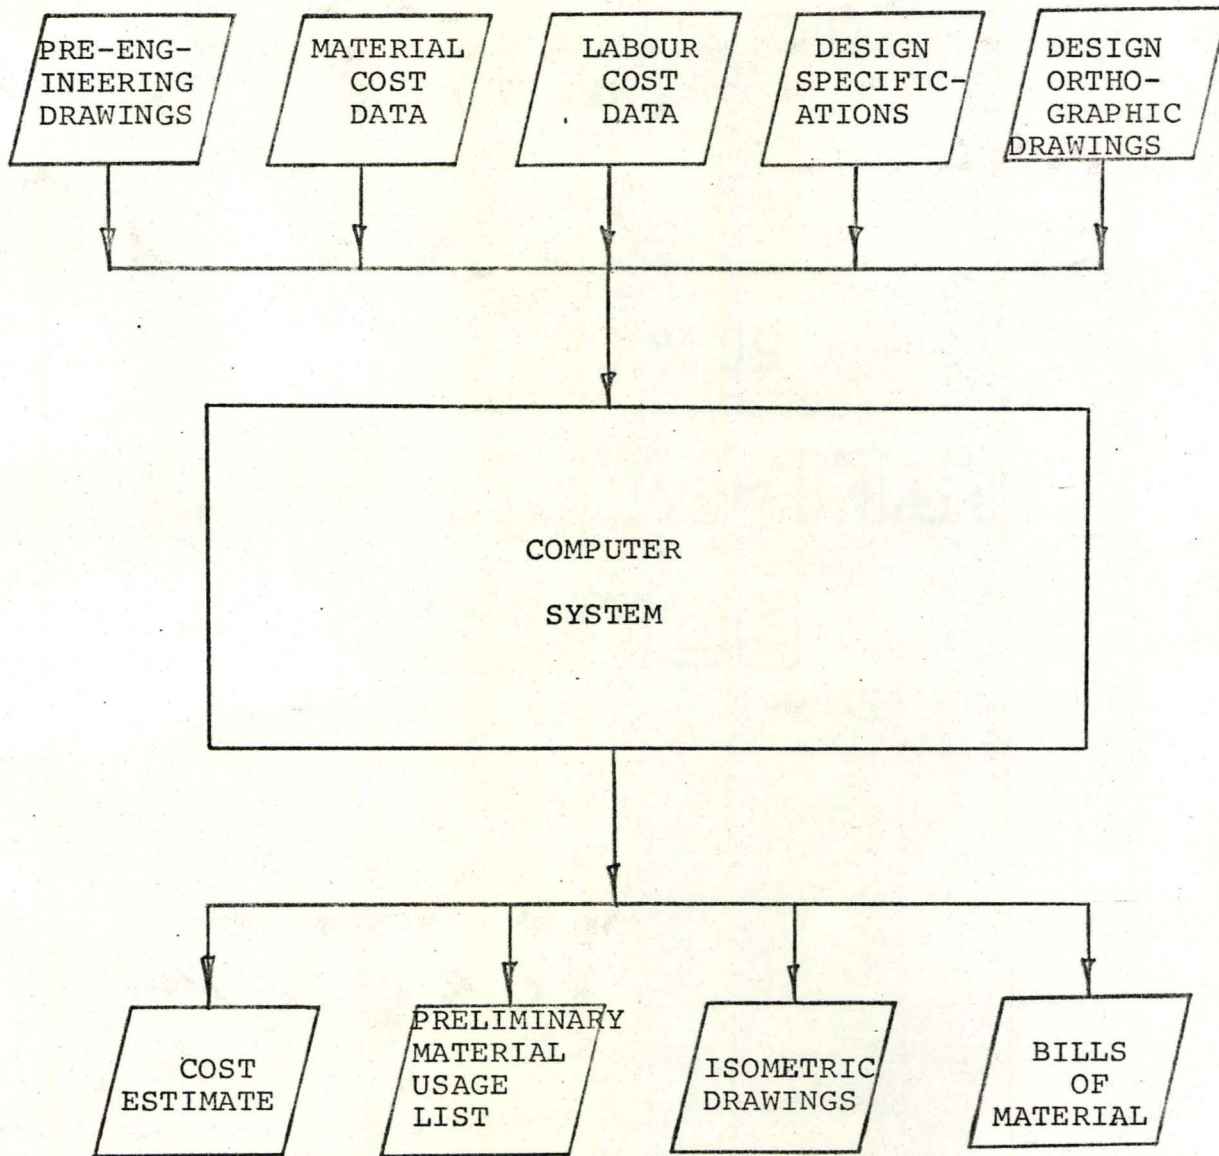 PRE-ENG-
INEERING
DRAWINGS
MATERIAL
COST
DATA
LABOUR
COST
DATA
DESIGN
SPECIFIC-
ATIONS
DESIGN
ORTHO-
GRAPHIC
DRAWINGS
COMPUTER
SYSTEM
COST
ESTIMATE
PRELIMINARY
MATERIAL
USAGE
LIST
ISOMETRIC
DRAWINGS
BILLS
OF
MATERIAL